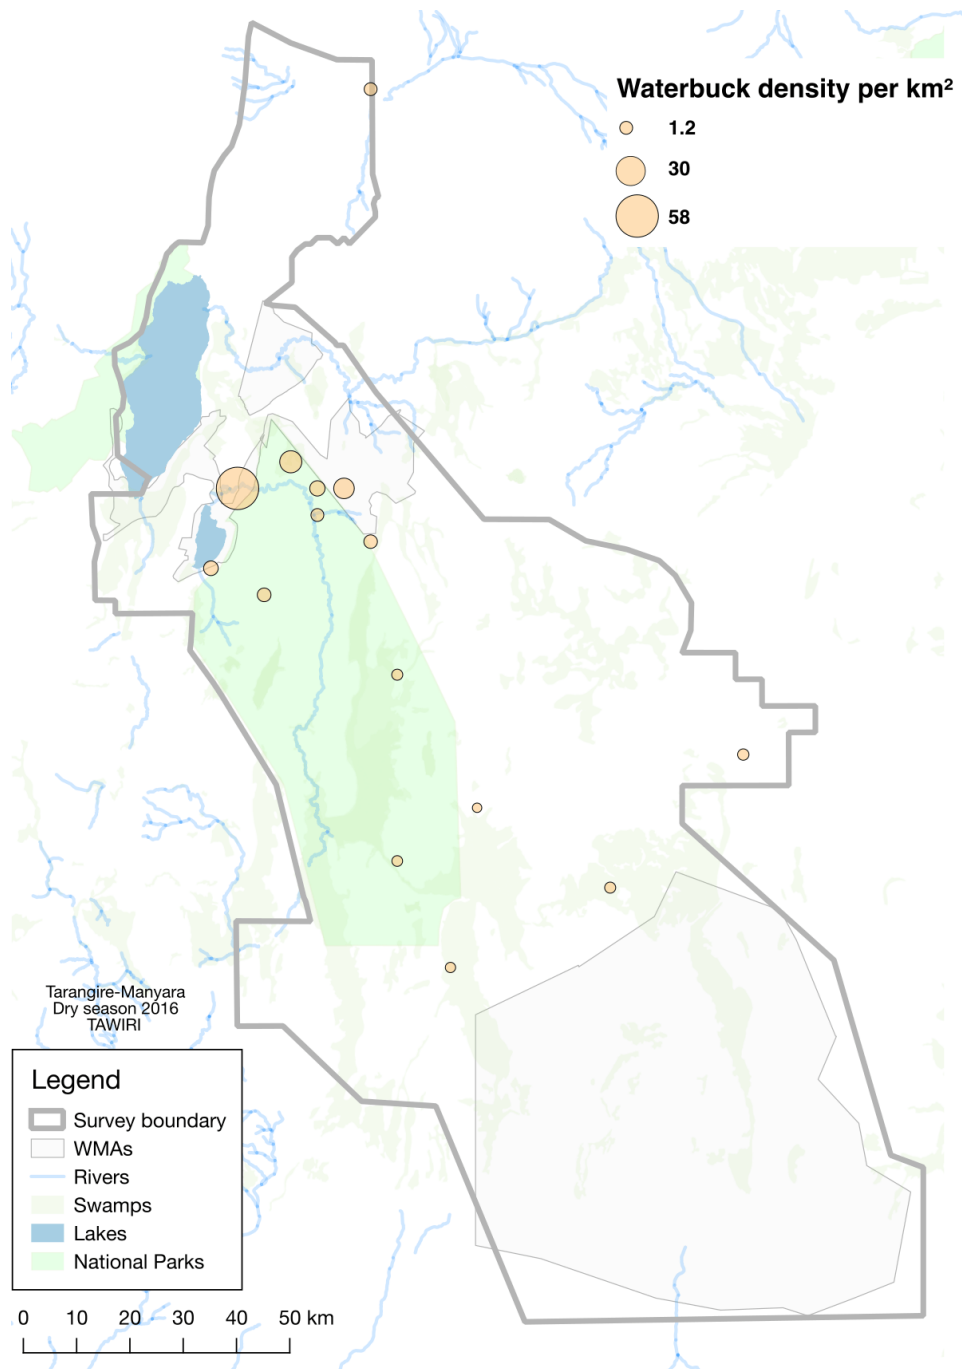 Waterbuck density per km²
1.2
30
58
Tarangire-Manyara
Dry season 2016
TAWIRI
Legend
Survey boundary
WMAs
Rivers
Swamps
Lakes
National Parks
0 10 20 30 40 50 km